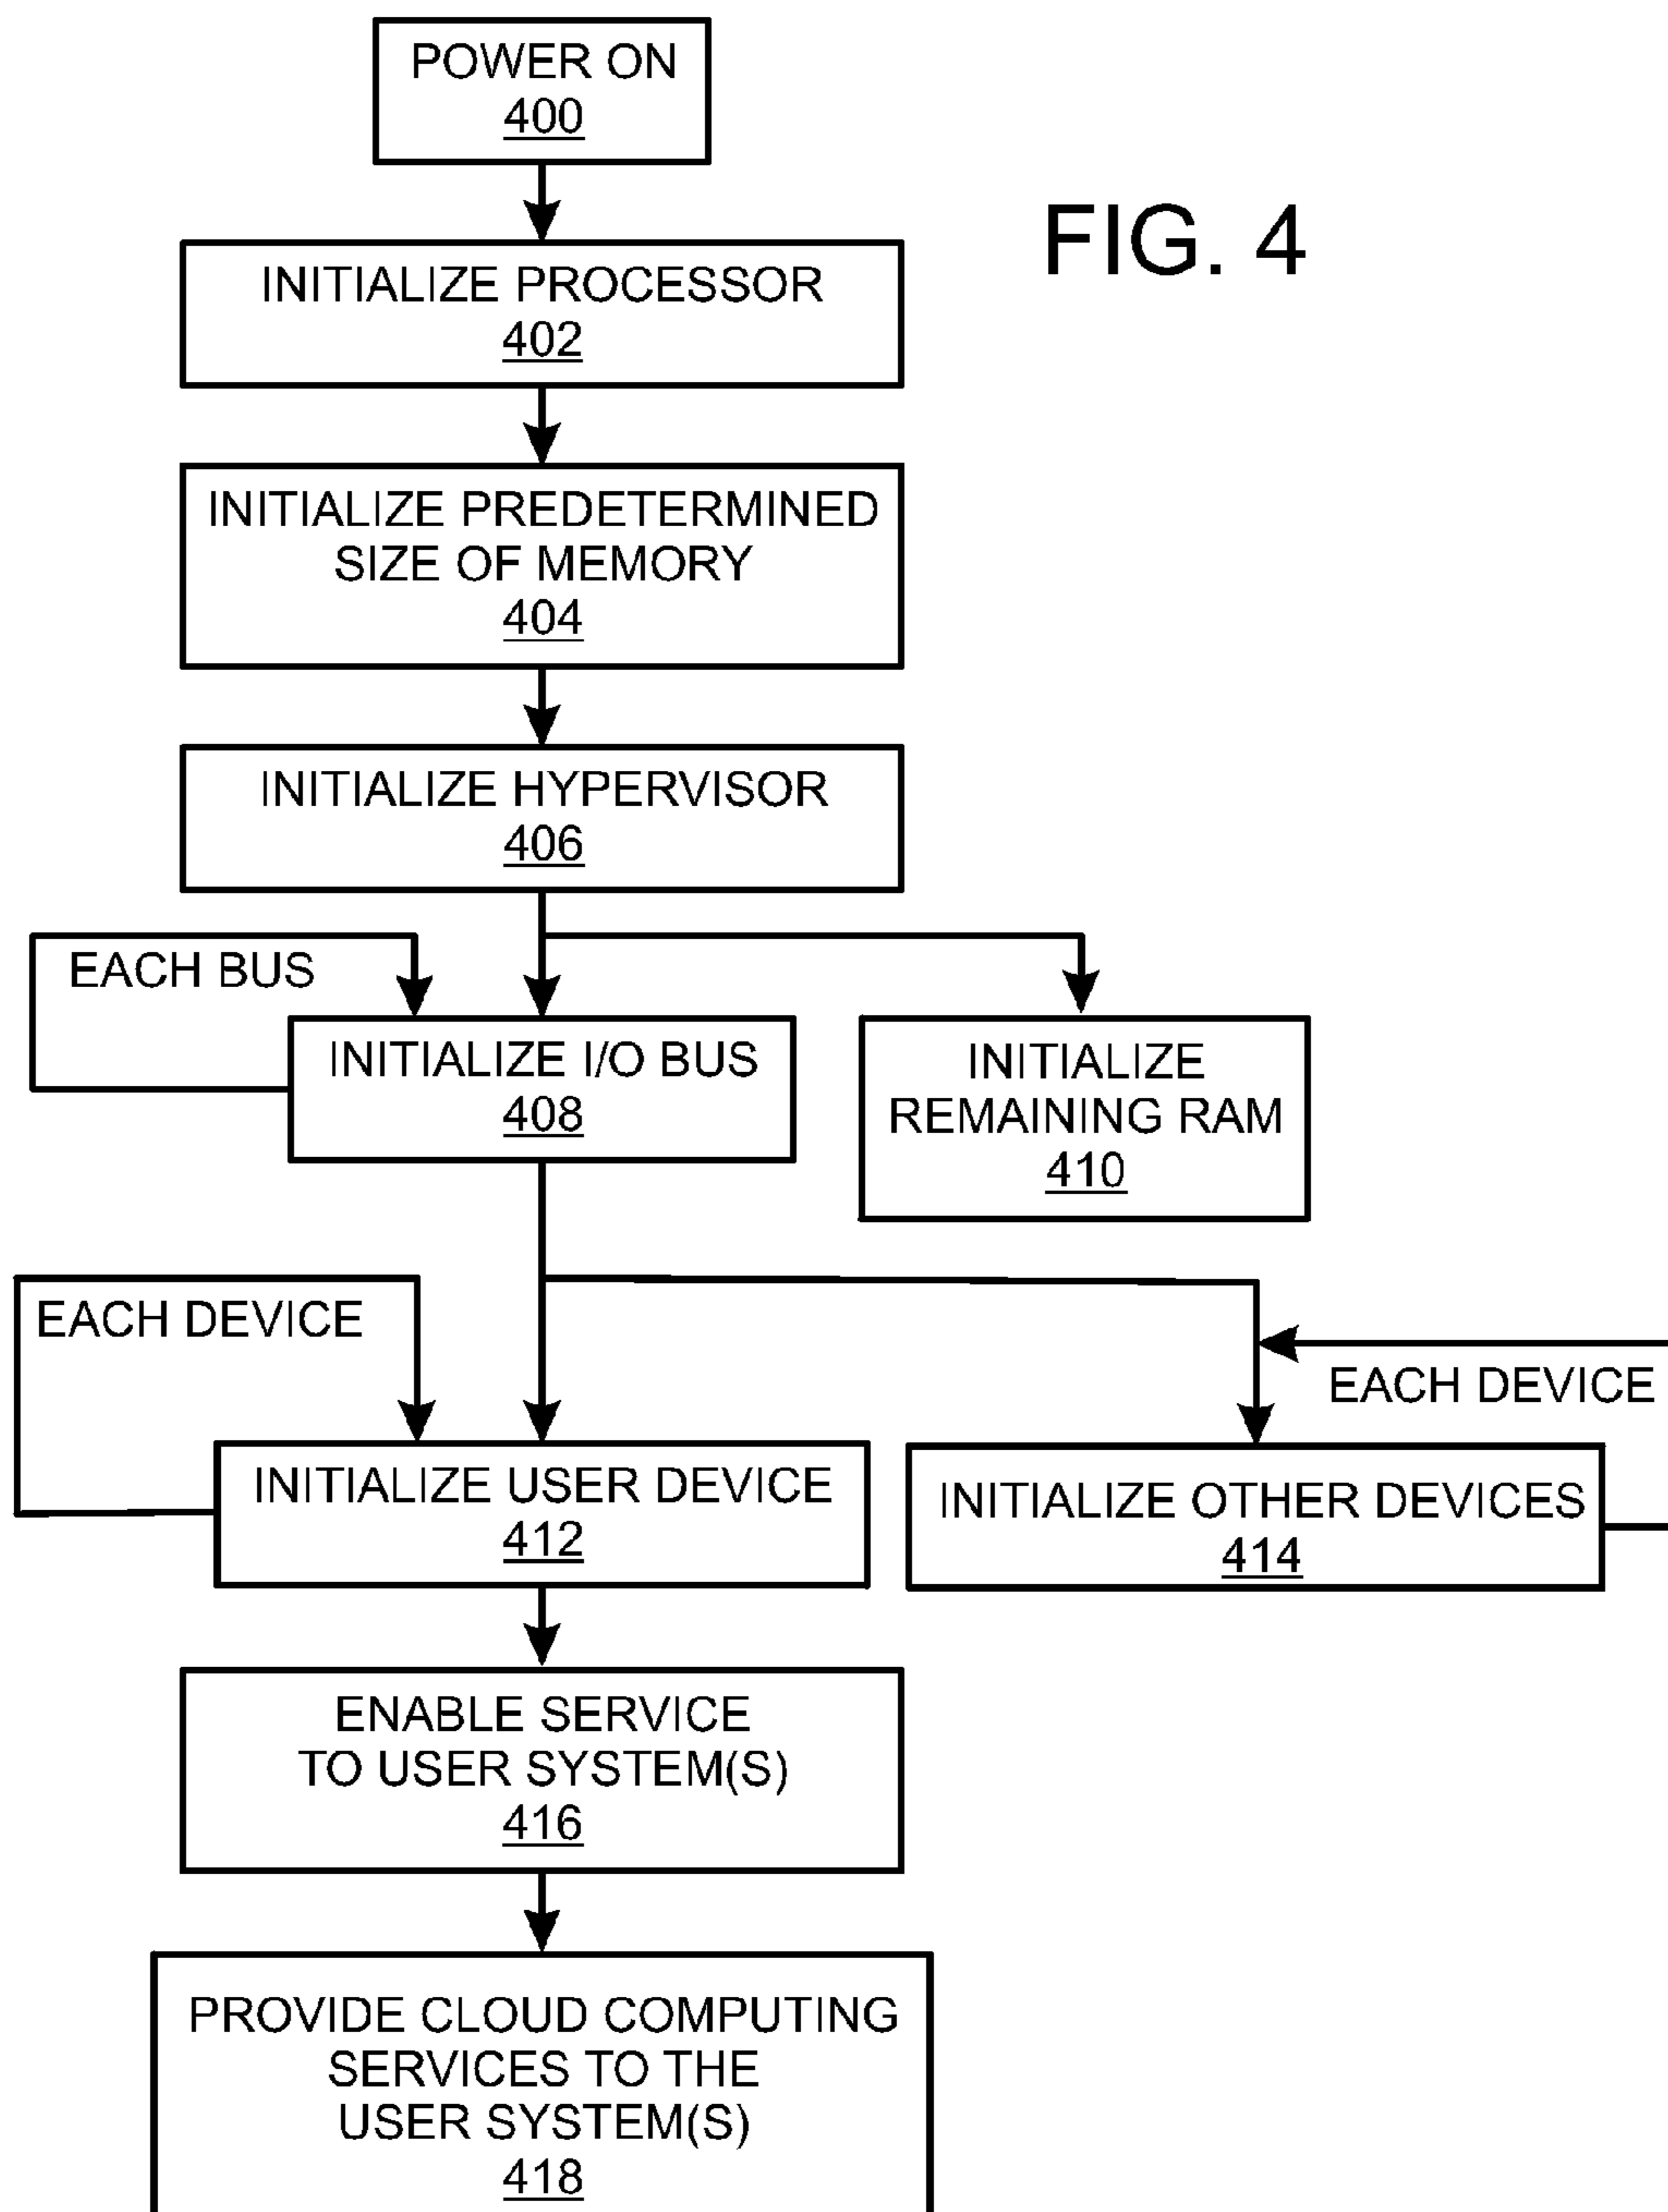 POWER ON
400
FIG. 4
INITIALIZE PROCESSOR
402
INITIALIZE PREDETERMINED
SIZE OF MEMORY
404
INITIALIZE HYPERVISOR
406
EACH BUS
INITIALIZE I/O BUS
408
INITIALIZE
REMAINING RAM
410
EACH DEVICE
EACH DEVICE
INITIALIZE USER DEVICE
412
INITIALIZE OTHER DEVICES
414
ENABLE SERVICE
TO USER SYSTEM(S)
416
PROVIDE CLOUD COMPUTING
SERVICES TO THE
USER SYSTEM(S)
418